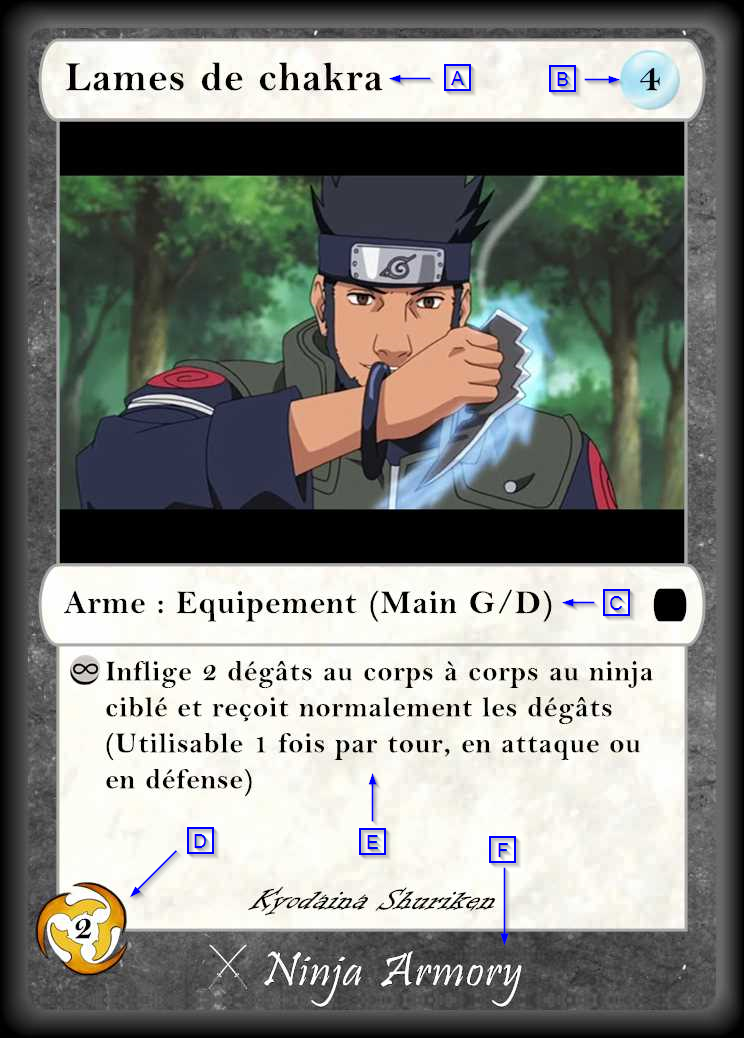 Lames de chakra A B 4
Arme : Equipement (Main G/D) C
Inflige 2 dégâts au corps à corps au ninja
ciblé et reçoit normalement les dégâts
(Utilisable 1 fois par tour, en attaque ou
en défense)
D E F
Kyodaina Shuriken
2
Ninja Armory